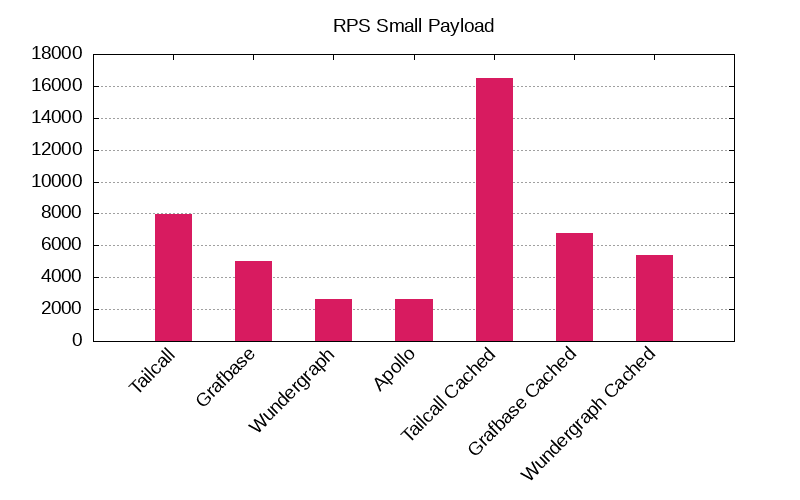 RPS Small Payload
18000
16000
14000
12000
10000
8000
6000
4000
2000
0
Tailcall
Grafbase
Wundergraph
Apollo
Tailcall Cached
Grafbase Cached
Wundergraph Cached